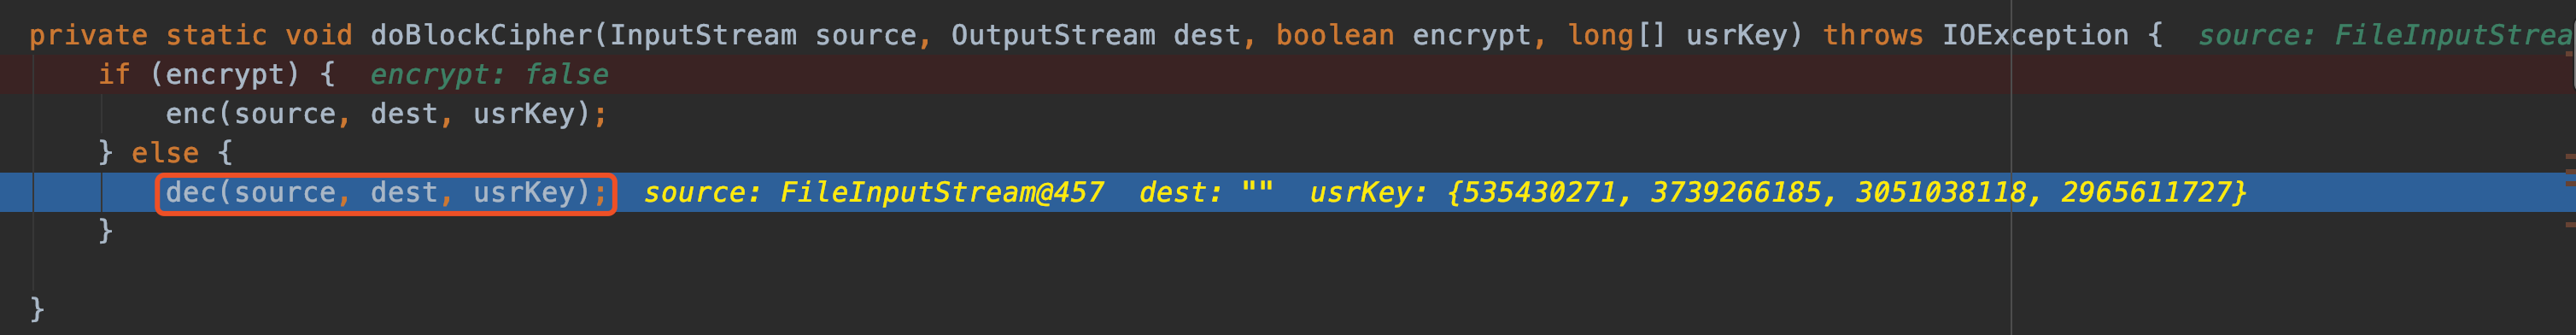 private static void doBlockCipher(InputStream source, OutputStream dest, boolean encrypt, long[] usrKey) throws IOException {  source: FileInputStrea
if (encrypt) {  encrypt: false
enc(source, dest, usrKey);
} else {
dec(source, dest, usrKey);  source: FileInputStream@457  dest: ""  usrKey: {535430271, 3739266185, 3051038118, 2965611727}
}
}